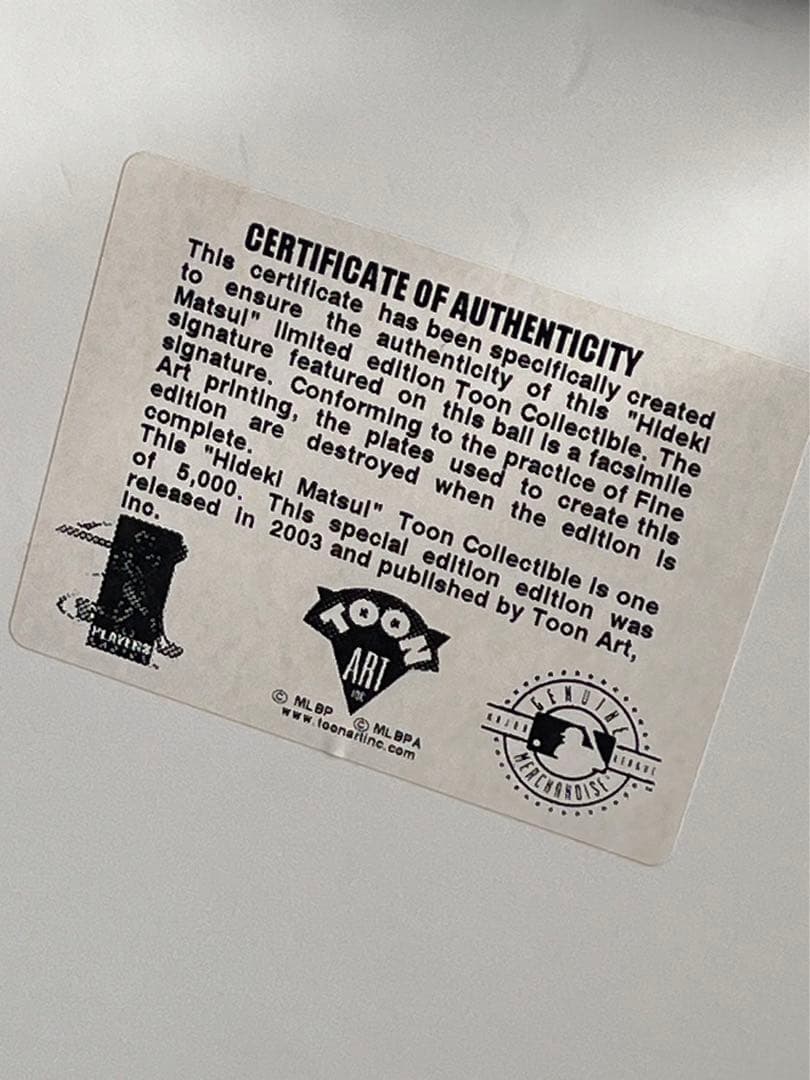 CERTIFICATE OF AUTHENTICITY
This certificate has been specifically created
to ensure the authenticity of this "Hideki
Matsui" limited edition Toon Collectible. The
signature featured on this ball is a facsimile
signature. Conforming to the practice of Fine
Art printing, the plates used to create this
edition are destroyed when the edition is
complete.
This "Hideki Matsui" Toon Collectible is one
of 5,000. This special edition edition was
released in 2003 and published by Toon Art,
Inc.
PLAYERS
TOON
ART
INC
© MLBP © MLBPA
www.toonartinc.com
GENUINE
MAJOR LEAGUE
MERCHANDISE